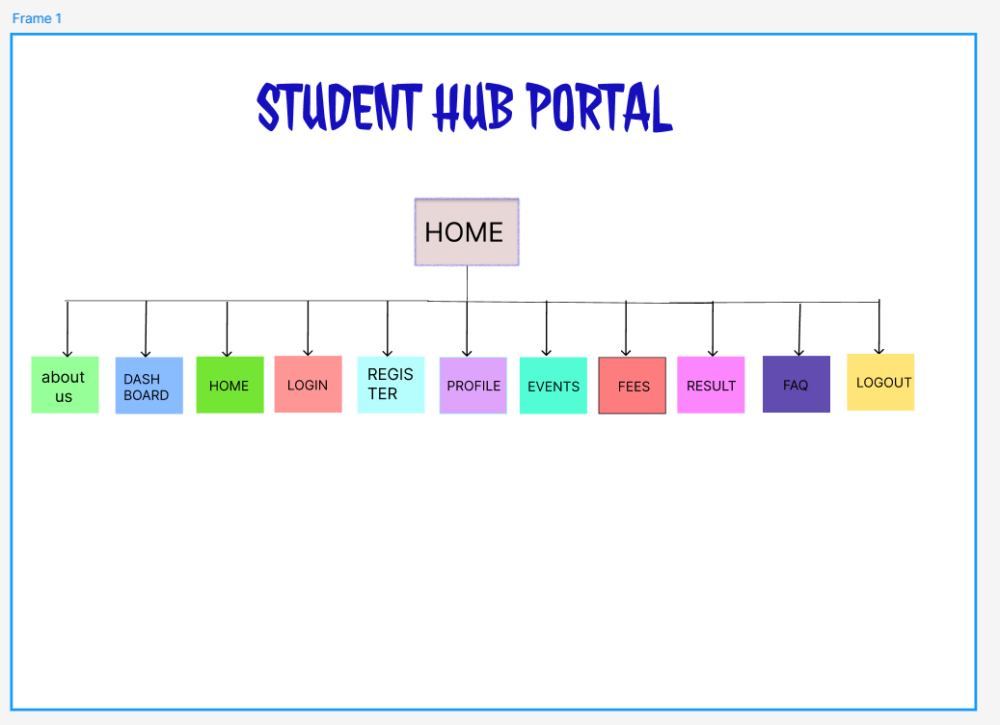 Frame 1
STUDENT HUB PORTAL
HOME
about
us
DASH
BOARD
HOME
LOGIN
REGIS
TER
PROFILE
EVENTS
FEES
RESULT
FAQ
LOGOUT